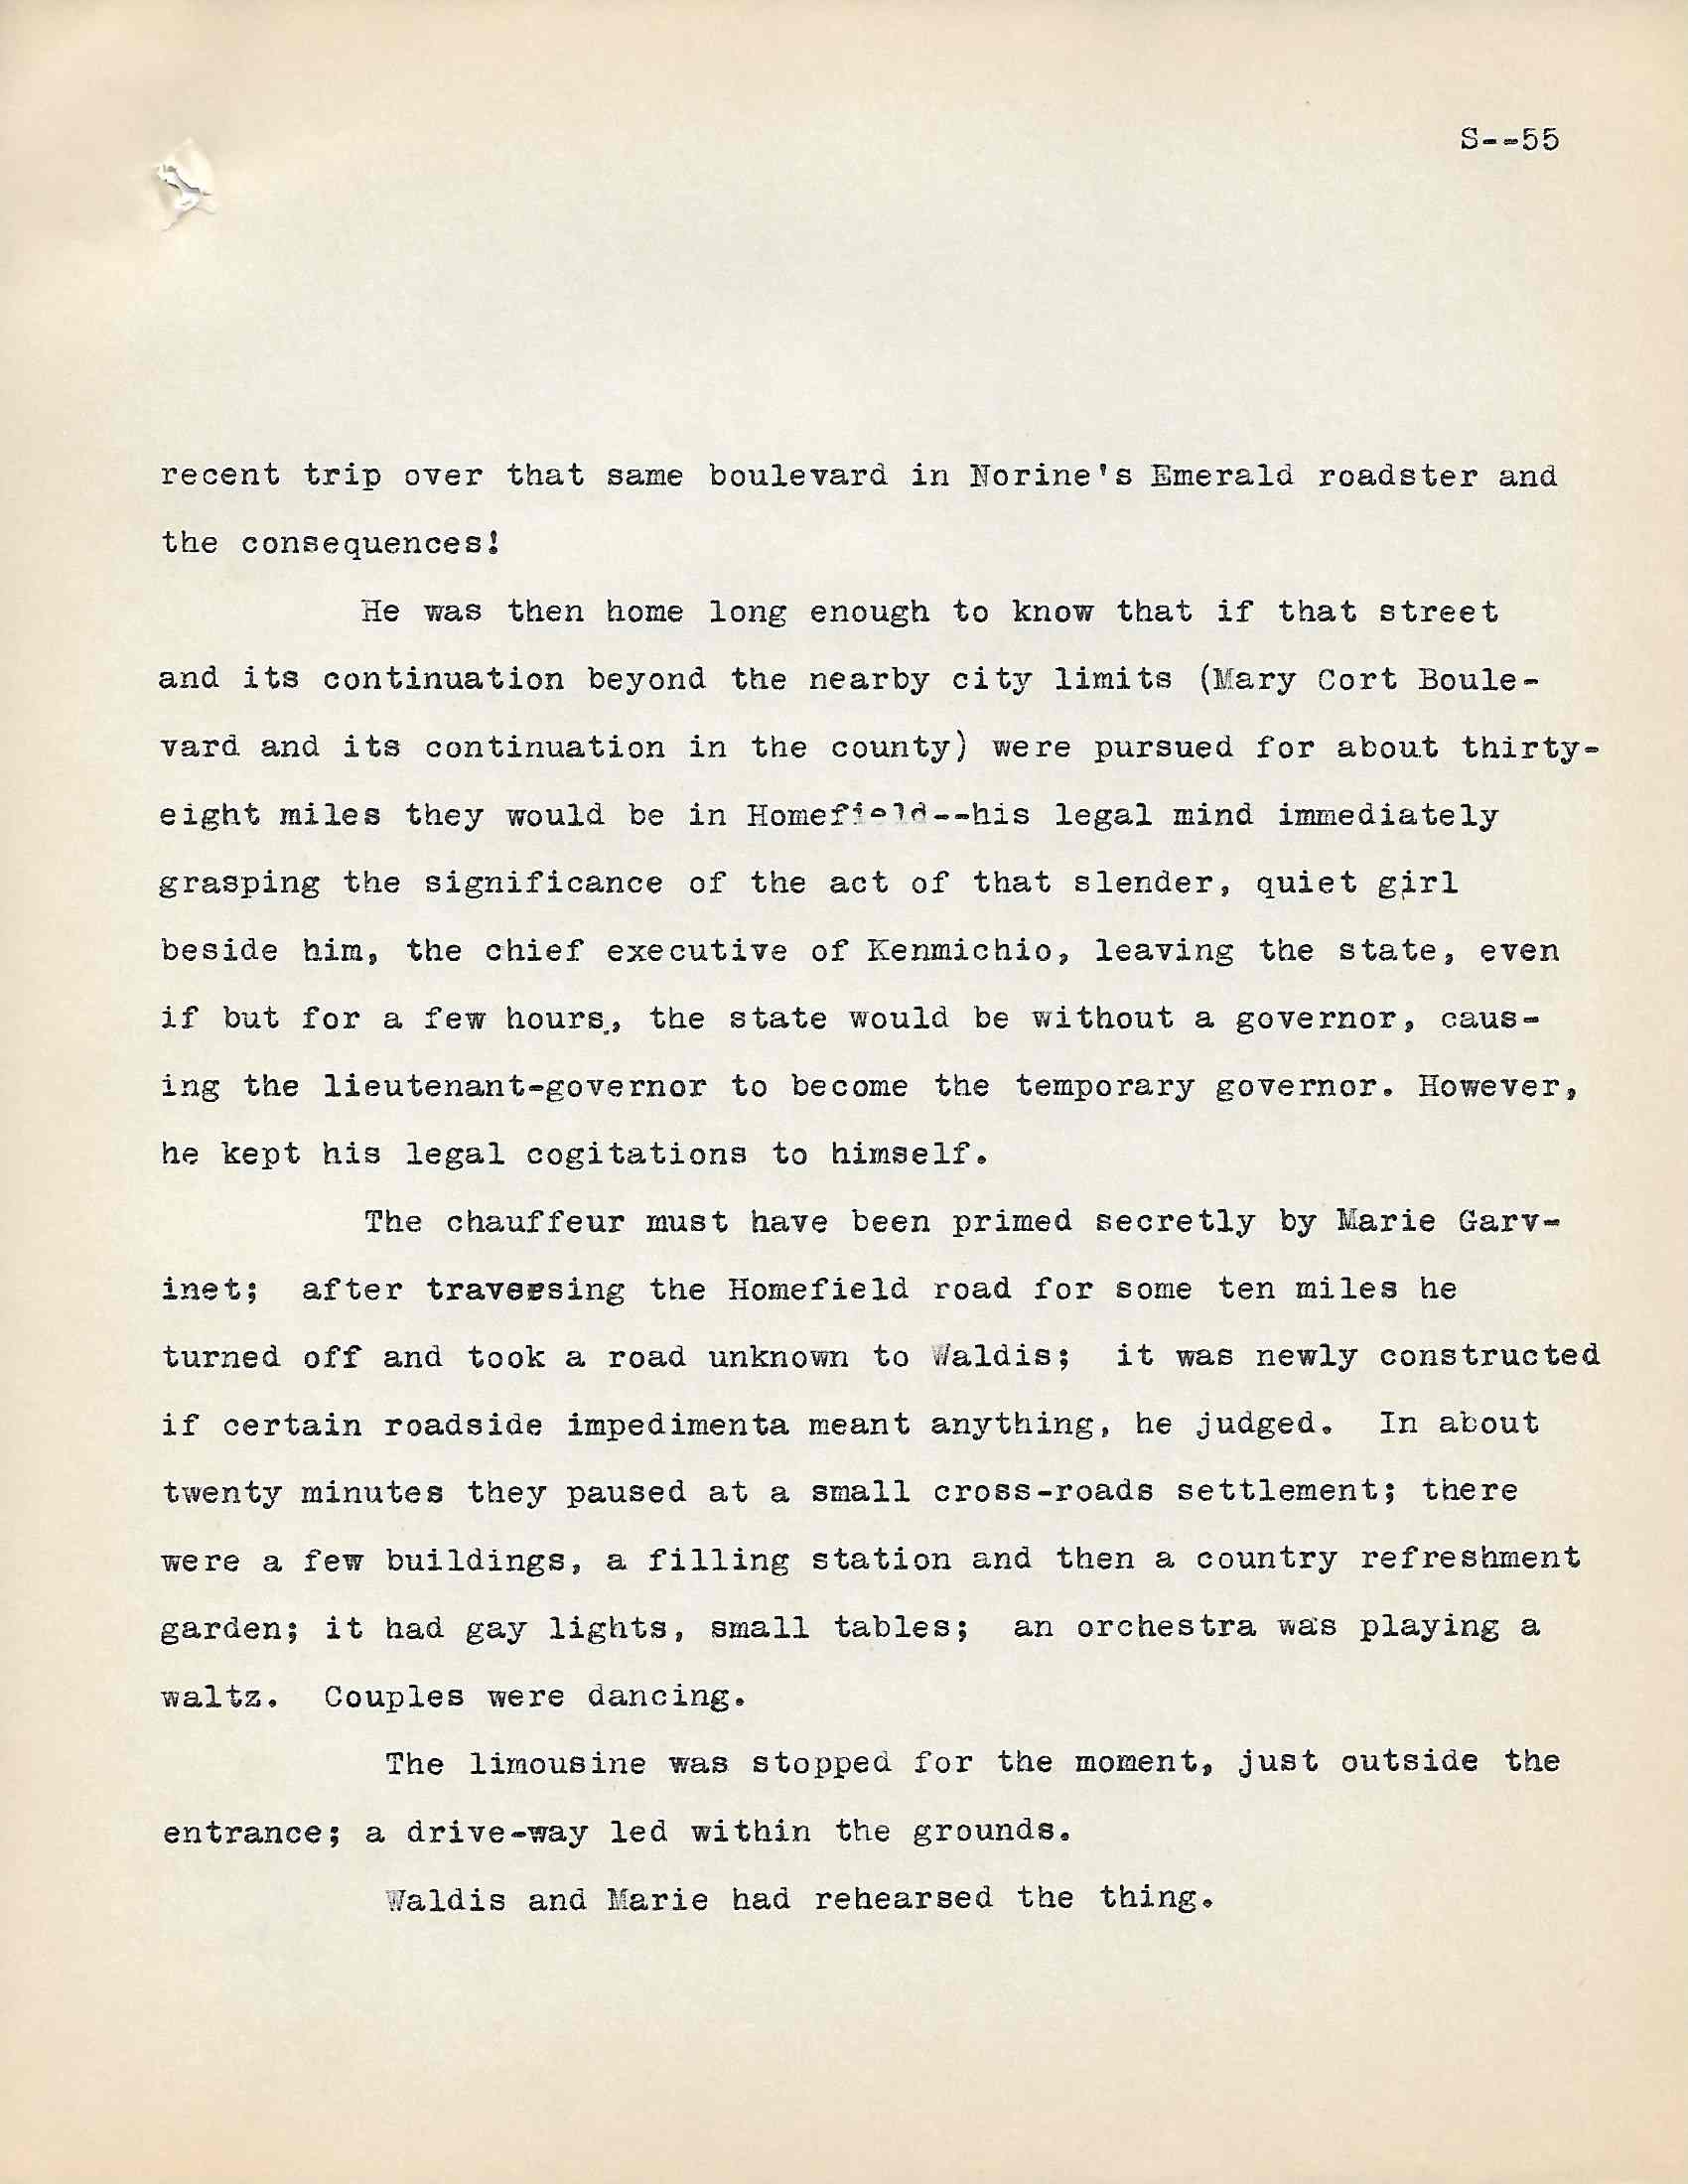 S--55
recent trip over that same boulevard in Norine's Emerald roadster and
the consequences!
He was then home long enough to know that if that street
and its continuation beyond the nearby city limits (Mary Cort Boule-
vard and its continuation in the county) were pursued for about thirty-
eight miles they would be in Homefield--his legal mind immediately
grasping the significance of the act of that slender, quiet girl
beside him, the chief executive of Kenmichio, leaving the state, even
if but for a few hours., the state would be without a governor, caus-
ing the lieutenant-governor to become the temporary governor. However,
he kept his legal cogitations to himself.
The chauffeur must have been primed secretly by Marie Garv-
inet; after traversing the Homefield road for some ten miles he
turned off and took a road unknown to Waldis; it was newly constructed
if certain roadside impedimenta meant anything, he judged. In about
twenty minutes they paused at a small cross-roads settlement; there
were a few buildings, a filling station and then a country refreshment
garden; it had gay lights, small tables; an orchestra was playing a
waltz. Couples were dancing.
The limousine was stopped for the moment, just outside the
entrance; a drive-way led within the grounds.
Waldis and Marie had rehearsed the thing.